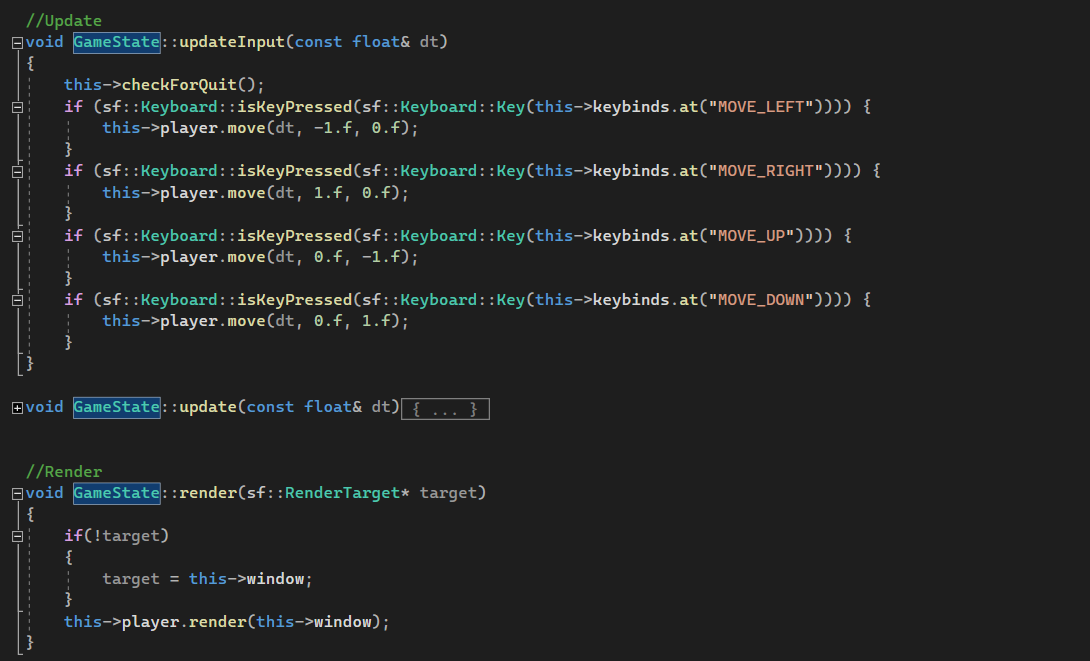 //Update
void GameState::updateInput(const float& dt)
{
    this->checkForQuit();
    if (sf::Keyboard::isKeyPressed(sf::Keyboard::Key(this->keybinds.at("MOVE_LEFT")))) {
        this->player.move(dt, -1.f, 0.f);
    }
    if (sf::Keyboard::isKeyPressed(sf::Keyboard::Key(this->keybinds.at("MOVE_RIGHT")))) {
        this->player.move(dt, 1.f, 0.f);
    }
    if (sf::Keyboard::isKeyPressed(sf::Keyboard::Key(this->keybinds.at("MOVE_UP")))) {
        this->player.move(dt, 0.f, -1.f);
    }
    if (sf::Keyboard::isKeyPressed(sf::Keyboard::Key(this->keybinds.at("MOVE_DOWN")))) {
        this->player.move(dt, 0.f, 1.f);
    }
}
void GameState::update(const float& dt){ ... }
//Render
void GameState::render(sf::RenderTarget* target)
{
    if(!target)
    {
        target = this->window;
    }
    this->player.render(this->window);
}